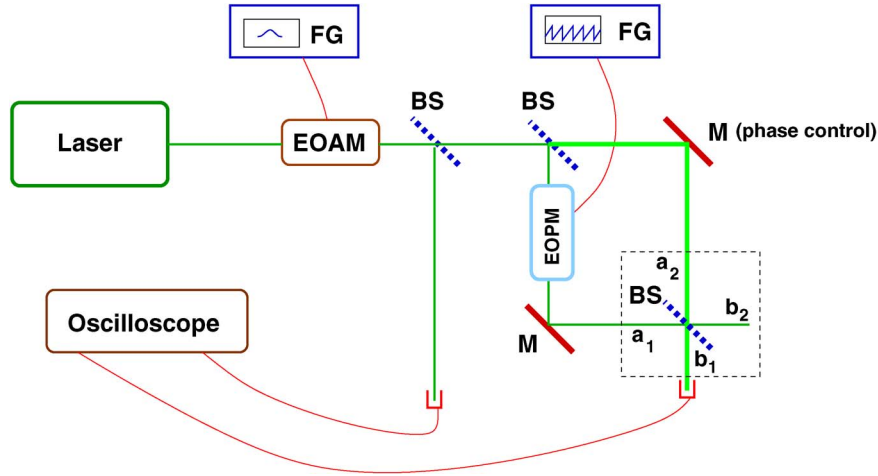 FG
FG
BS
BS
Laser
EOAM
M (phase control)
EOPM
a2
BS
b2
Oscilloscope
M
a1
b1